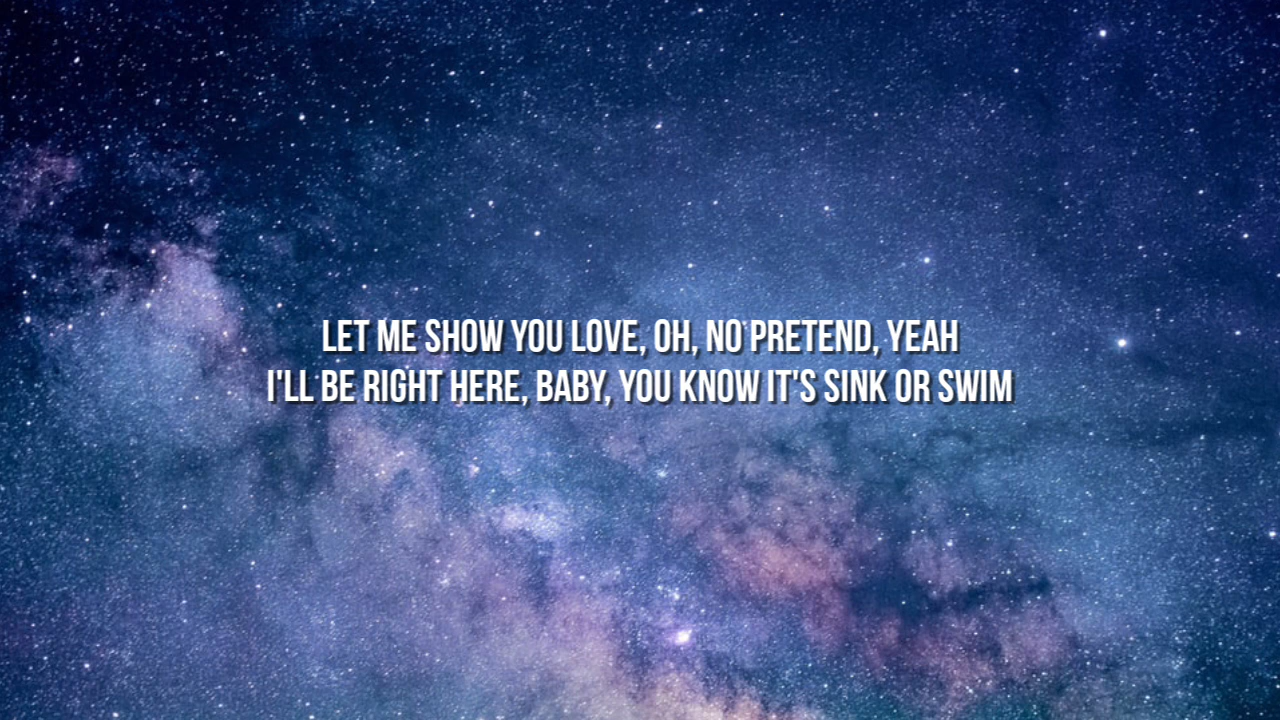 LET ME SHOW YOU LOVE, OH, NO PRETEND, YEAH
I'LL BE RIGHT HERE, BABY, YOU KNOW IT'S SINK OR SWIM